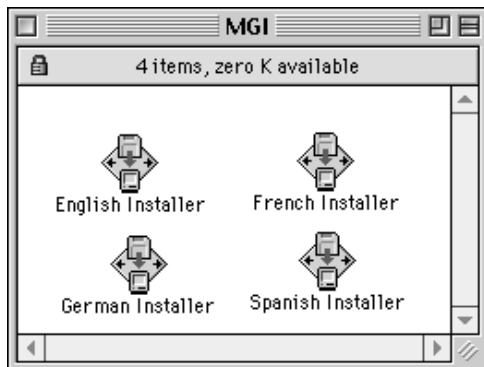 MGI
4 items, zero K available
English Installer
French Installer
German Installer
Spanish Installer